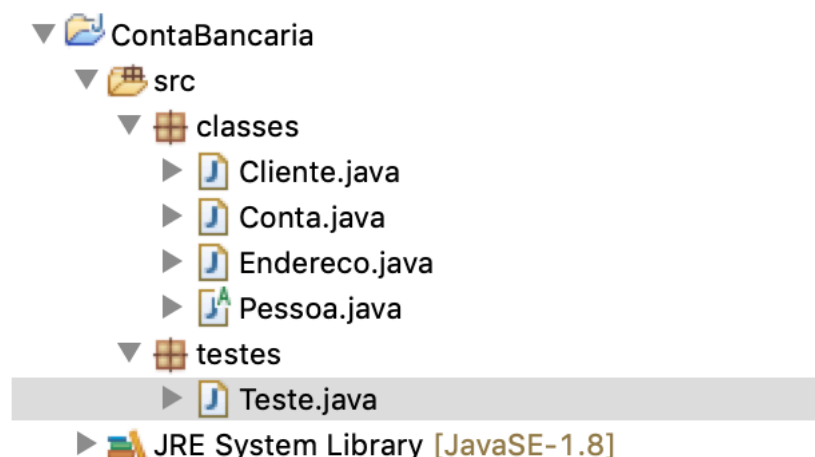 ContaBancaria
src
classes
Cliente.java
Conta.java
Endereco.java
Pessoa.java
testes
Teste.java
JRE System Library [JavaSE-1.8]